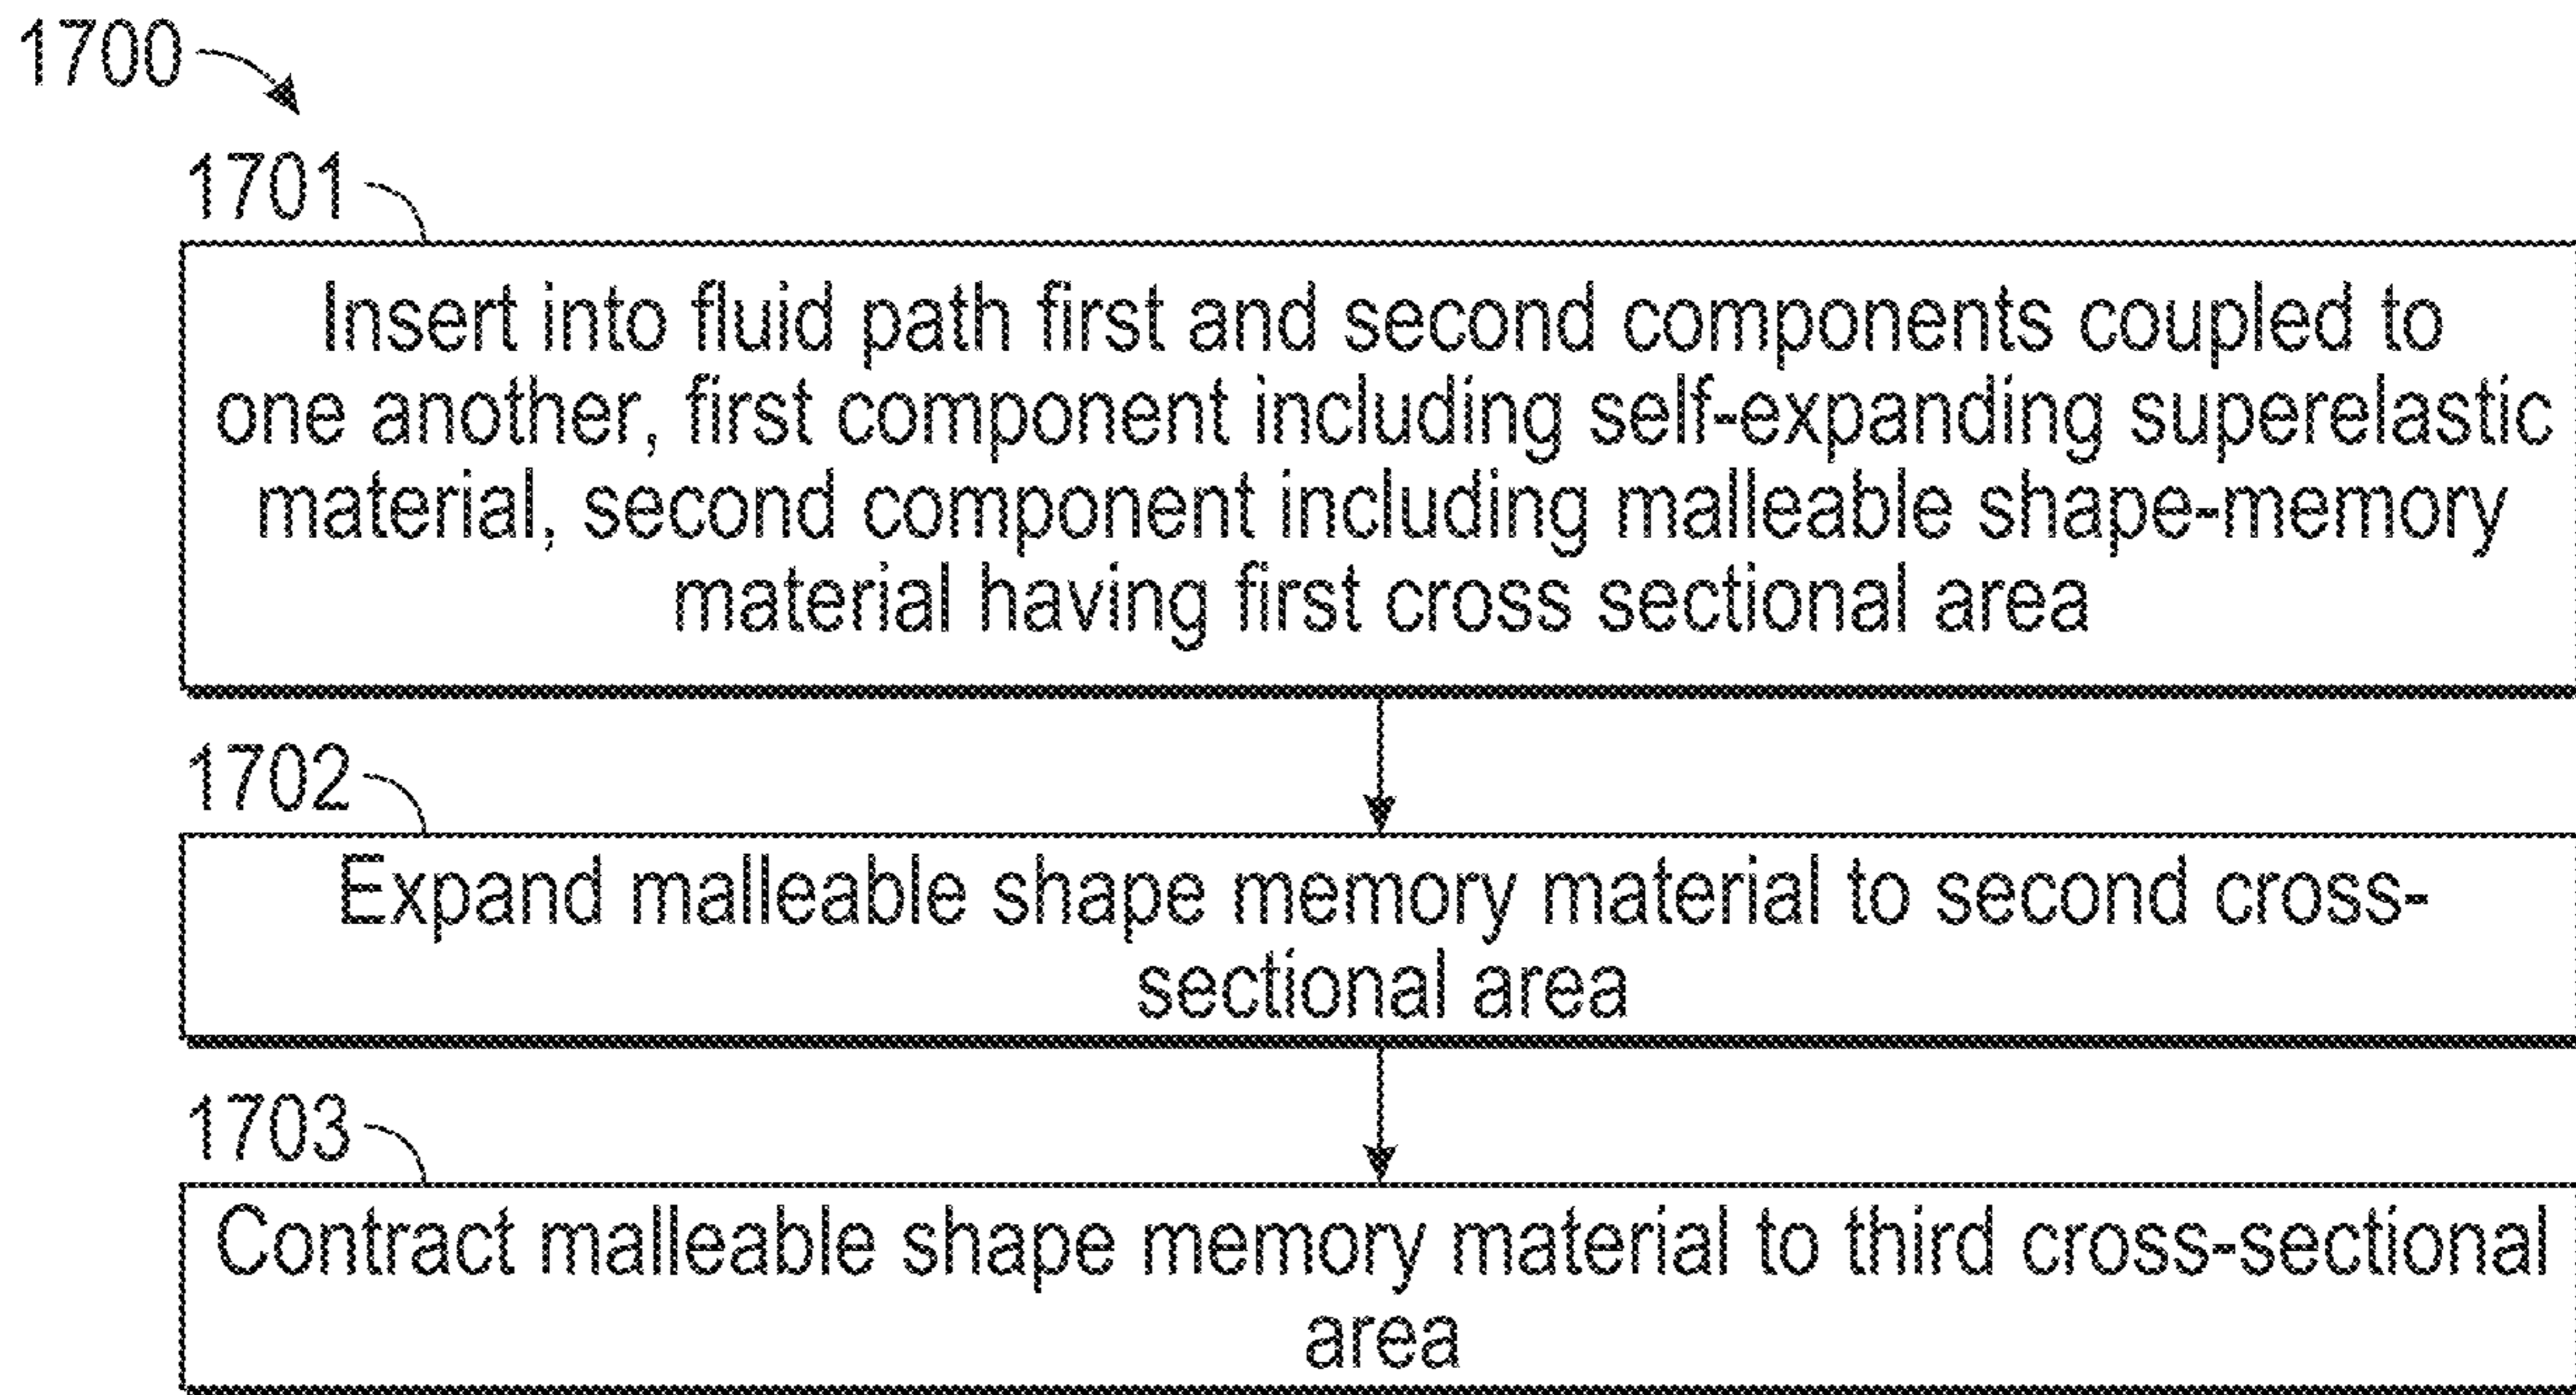 1700
1701
Insert into fluid path first and second components coupled to
one another, first component including self-expanding superelastic
material, second component including malleable shape-memory
material having first cross sectional area
1702
Expand malleable shape memory material to second cross-
sectional area
1703
Contract malleable shape memory material to third cross-sectional
area